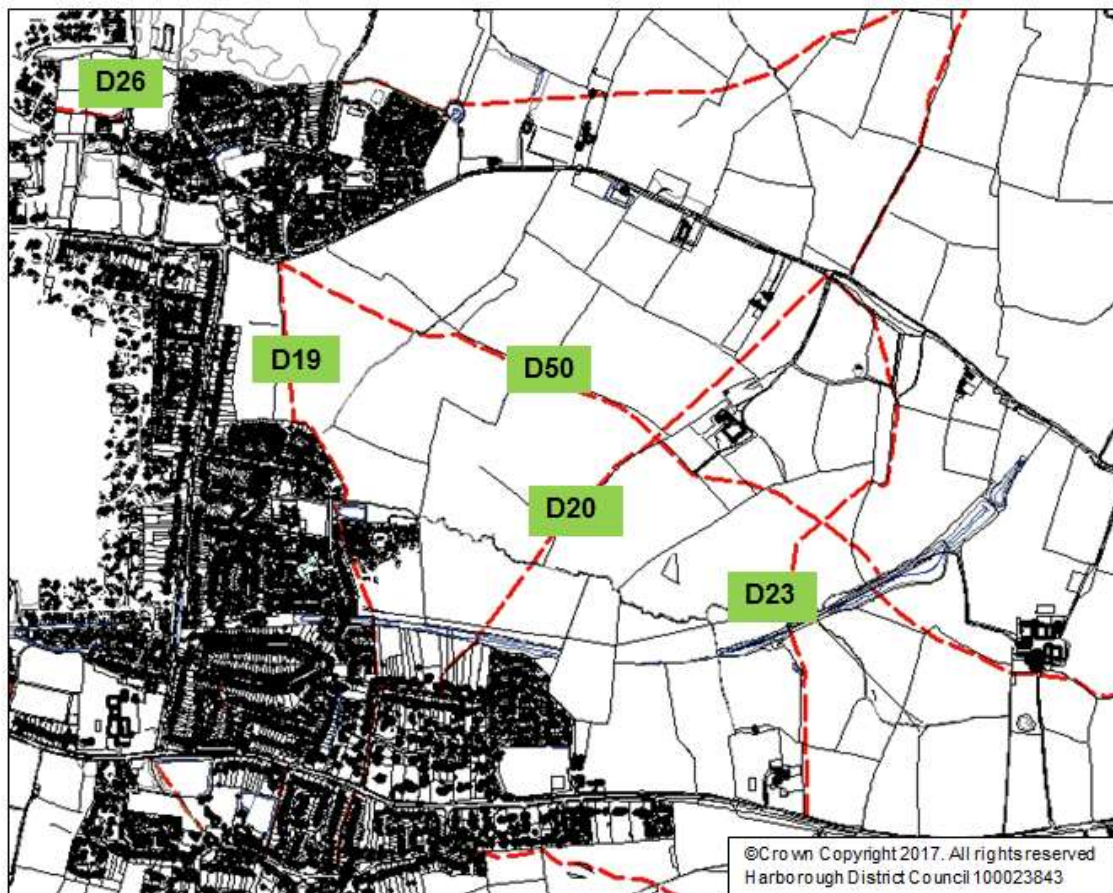 D26
D19
D50
D20
D23
©Crown Copyright 2017. All rights reserved
Harborough District Council 100023843